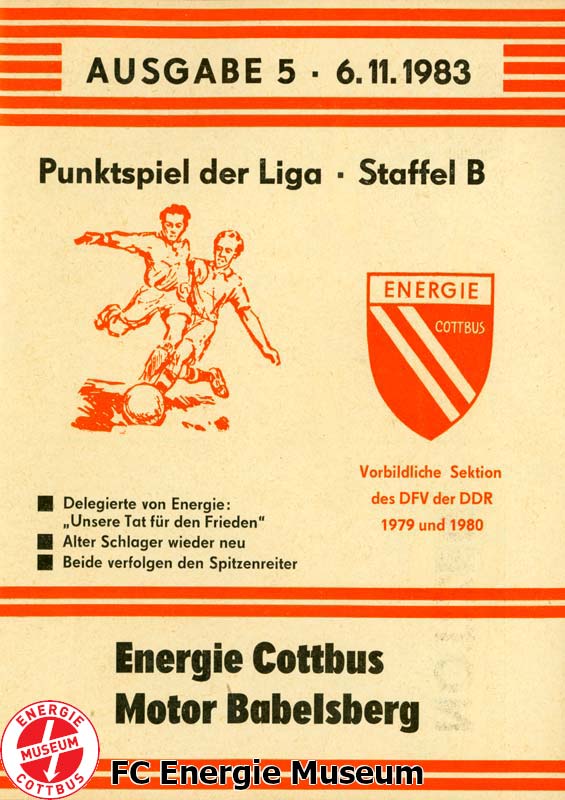 AUSGABE 5 · 6.11.1983
Punktspiel der Liga · Staffel B
ENERGIE
COTTBUS
Vorbildliche Sektion
des DFV der DDR
1979 und 1980
■ Delegierte von Energie:
„Unsere Tat für den Frieden“
■ Alter Schlager wieder neu
■ Beide verfolgen den Spitzenreiter
Energie Cottbus
Motor Babelsberg
ENERGIE
MUSEUM
COTTBUS
FC Energie Museum